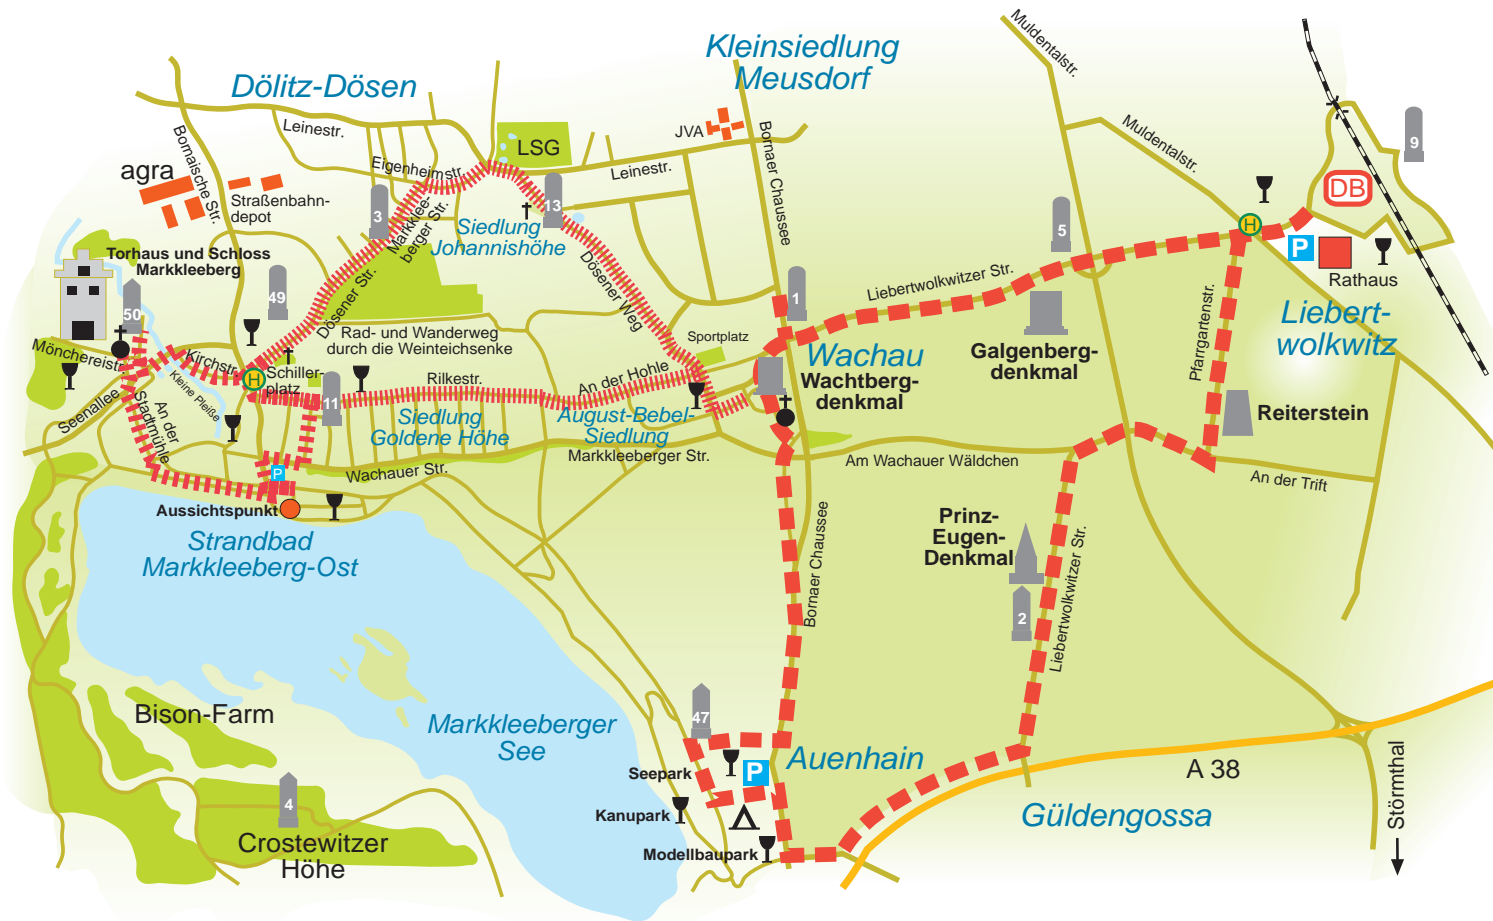 Kleinsiedlung
Meusdorf
Dölitz-Dösen
Muldentalstr.
Leinestr.
Bornaische Str.
JVA
Bornaer Chaussee
Muldentalstr.
9
LSG
agra
Eigenheimstr.
Leinestr.
Straßenbahn-
depot
DB
3
13
Markklee-
berger Str.
Siedlung
Johannishöhe
5
H
P
Rathaus
Torhaus und Schloss
Markkleeberg
Dösener Weg
Liebertwolkwitzer Str.
49
1
50
Dösener Str.
Rad- und Wanderweg
durch die Weinteichsenke
Sportplatz
Wachau
Galgenberg-
denkmal
Pfarrgartenstr.
Liebert-
wolkwitz
Mönchereistr.
Kirchstr.
H
Schiller-
platz
Kleine Pleiße
Rilkestr.
An der Hohle
Wachtberg-
denkmal
Seenallee
An der
Stadtmühle
11
Siedlung
Goldene Höhe
August-Bebel-
Siedlung
Reiterstein
Markkleeberger Str.
Am Wachauer Wäldchen
Wachauer Str.
P
An der Trift
Aussichtspunkt
Strandbad
Markkleeberg-Ost
Prinz-
Eugen-
Denkmal
Bornaer Chaussee
2
Liebertwolkwitzer Str.
Bison-Farm
Markkleeberger
See
47
Seepark
P
Auenhain
A 38
Störmthal
Kanupark
Güldengossa
4
Crostewitzer
Höhe
Modellbaupark